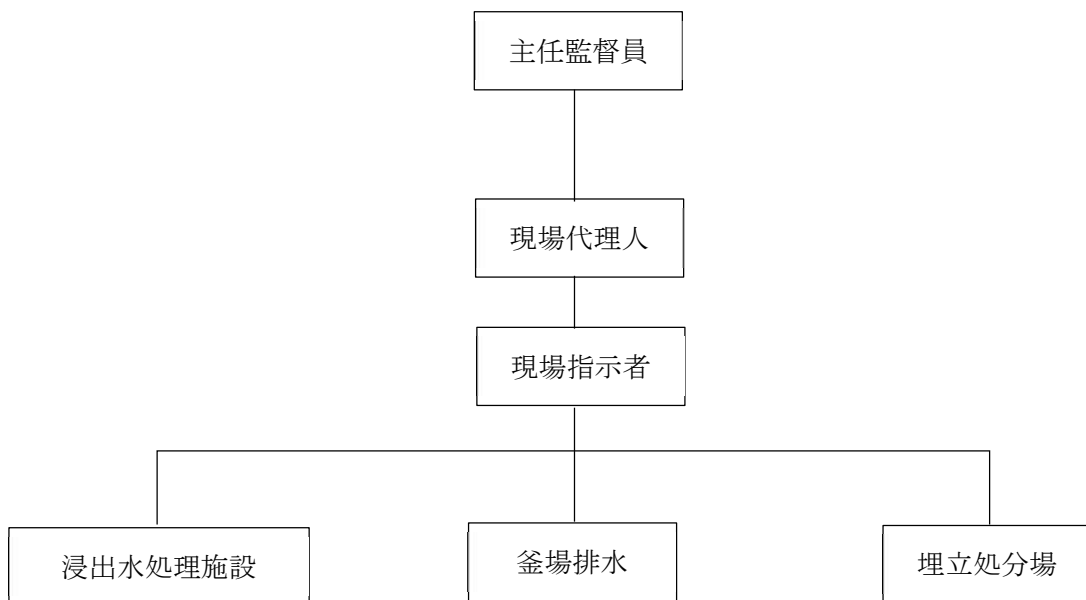 主任監督員
現場代理人
現場指示者
浸出水処理施設
釜場排水
埋立処分場